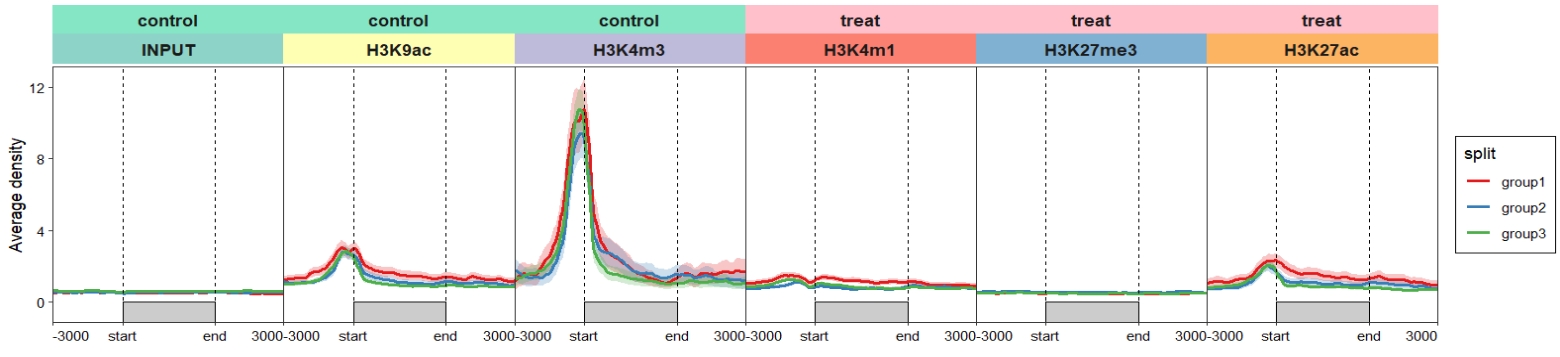 control control control treat treat treat
INPUT H3K9ac H3K4m3 H3K4m1 H3K27me3 H3K27ac
12
8
4
0
Average density
-3000 start end 3000-3000 start end 3000-3000 start end 3000-3000 start end 3000-3000 start end 3000-3000 start end 3000
split
group1
group2
group3